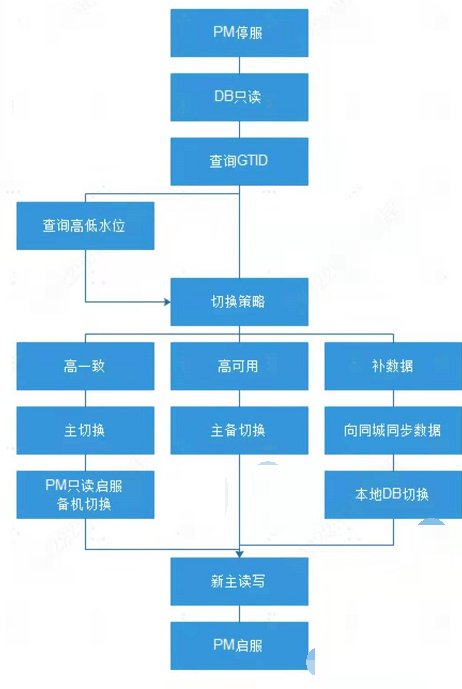 PM停服
DB只读
查询GTID
查询高低水位
切换策略
高一致
高可用
补数据
主切换
主备切换
向同城同步数据
PM只读启服
备机切换
本地DB切换
新主读写
PM启服